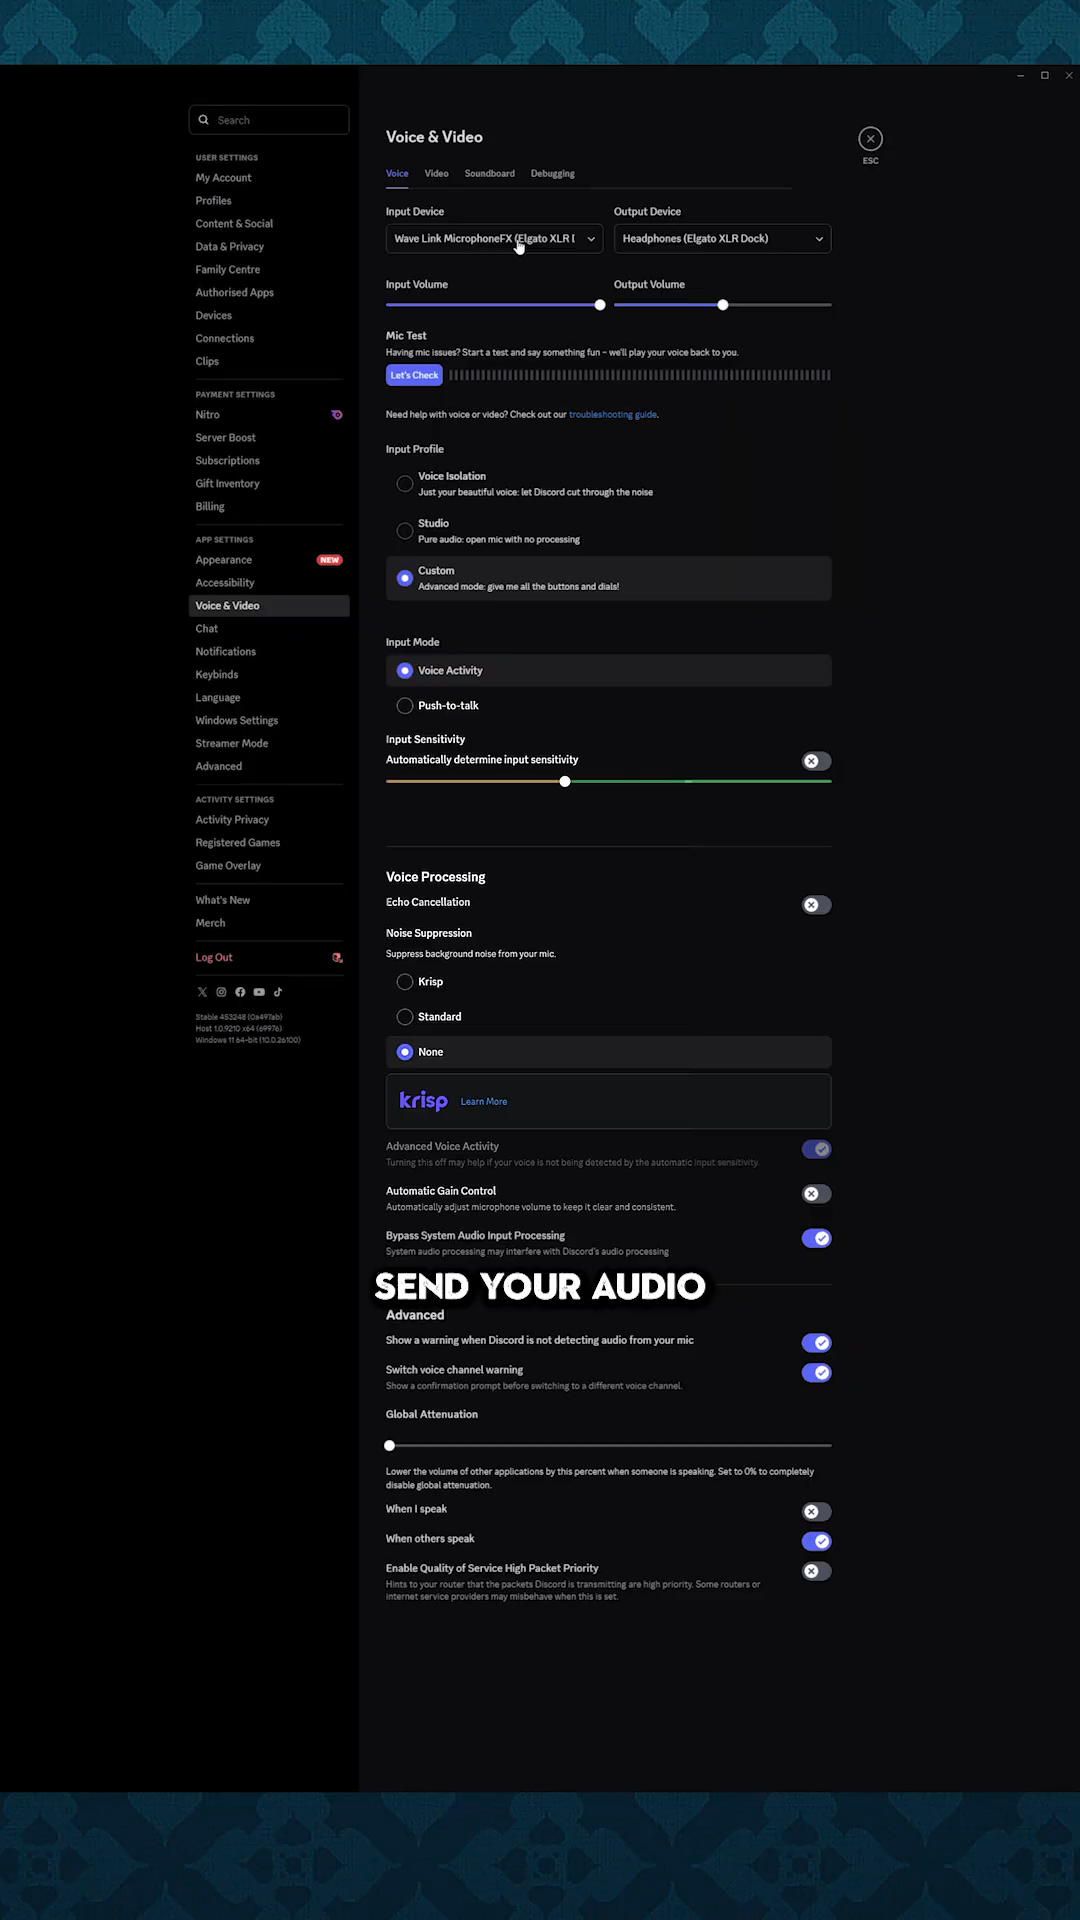 Search
USER SETTINGS
My Account
Profiles
Content & Social
Data & Privacy
Family Centre
Authorised Apps
Devices
Connections
Clips
PAYMENT SETTINGS
Nitro
Server Boost
Subscriptions
Gift Inventory
Billing
APP SETTINGS
Appearance NEW
Accessibility
Voice & Video
Chat
Notifications
Keybinds
Language
Windows Settings
Streamer Mode
Advanced
ACTIVITY SETTINGS
Activity Privacy
Registered Games
Game Overlay
What's New
Merch
Log Out
Stable 453248 (0a497ab)
Host 1.0.9210 x64 (69976)
Windows 11 64-bit (10.0.26100)
Voice & Video
ESC
Voice Video Soundboard Debugging
Input Device Output Device
Wave Link MicrophoneFX (Elgato XLR D Headphones (Elgato XLR Dock)
Input Volume Output Volume
Mic Test
Having mic issues? Start a test and say something fun – we'll play your voice back to you.
Let's Check
Need help with voice or video? Check out our troubleshooting guide.
Input Profile
Voice Isolation
Just your beautiful voice: let Discord cut through the noise
Studio
Pure audio: open mic with no processing
Custom
Advanced mode: give me all the buttons and dials!
Input Mode
Voice Activity
Push-to-talk
Input Sensitivity
Automatically determine input sensitivity
Voice Processing
Echo Cancellation
Noise Suppression
Suppress background noise from your mic.
Krisp
Standard
None
krisp Learn More
Advanced Voice Activity
Turning this off may help if your voice is not being detected by the automatic input sensitivity.
Automatic Gain Control
Automatically adjust microphone volume to keep it clear and consistent.
Bypass System Audio Input Processing
System audio processing may interfere with Discord's audio processing
SEND YOUR AUDIO
Advanced
Show a warning when Discord is not detecting audio from your mic
Switch voice channel warning
Show a confirmation prompt before switching to a different voice channel.
Global Attenuation
Lower the volume of other applications by this percent when someone is speaking. Set to 0% to completely
disable global attenuation.
When I speak
When others speak
Enable Quality of Service High Packet Priority
Hints to your router that the packets Discord is transmitting are high priority. Some routers or
internet service providers may misbehave when this is set.